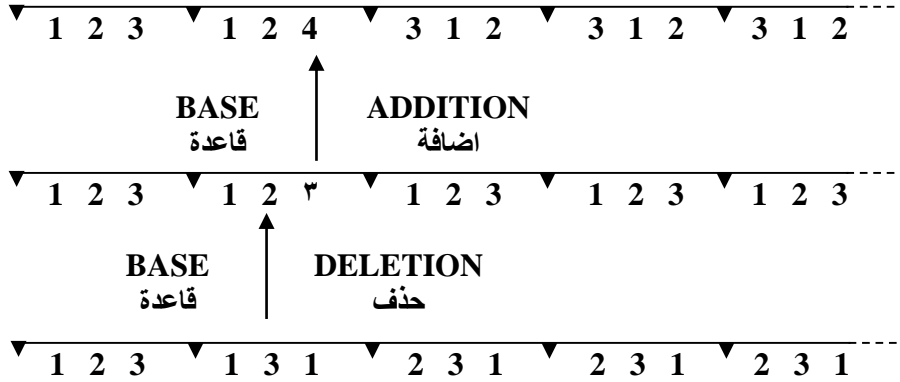 1 2 3 1 2 4 3 1 2 3 1 2 3 1 2
BASE ADDITION
قاعدة اضافة
1 2 3 1 2 ٣ 1 2 3 1 2 3 1 2 3
BASE DELETION
قاعدة حذف
1 2 3 1 3 1 2 3 1 2 3 1 2 3 1